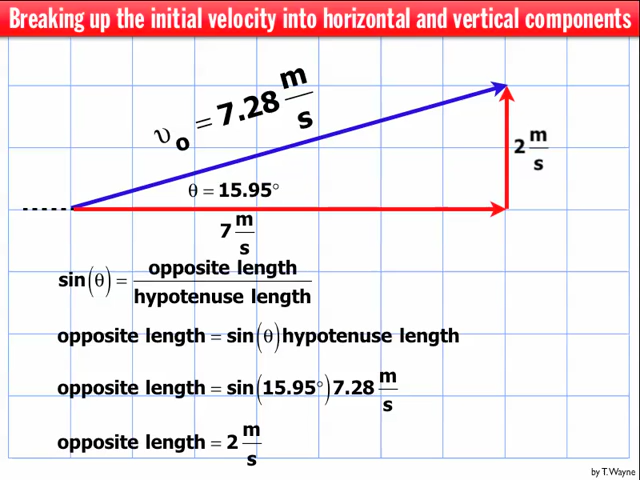 Breaking up the initial velocity into horizontal and vertical components
υo = 7.28 m/s
2 m/s
θ = 15.95°
7 m/s
sin(θ) = opposite length / hypotenuse length
opposite length = sin(θ) hypotenuse length
opposite length = sin(15.95°) 7.28 m/s
opposite length = 2 m/s
by T. Wayne